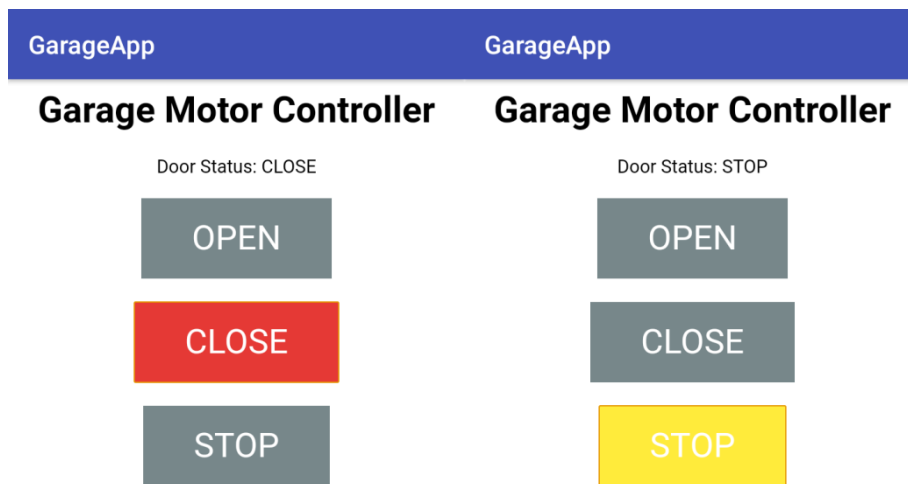 GarageApp
Garage Motor Controller
Door Status: CLOSE
OPEN
CLOSE
STOP
GarageApp
Garage Motor Controller
Door Status: STOP
OPEN
CLOSE
STOP